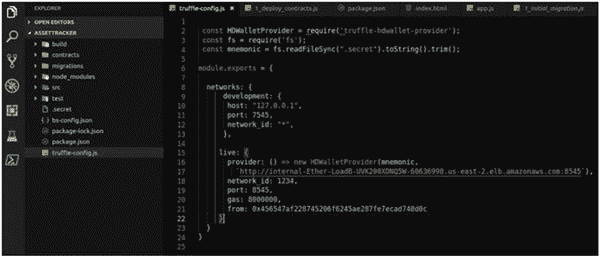 EXPLORER
OPEN EDITORS
ASSETTRACKER
build
contracts
migrations
node_modules
src
test
.secret
bs-config.json
package-lock.json
package.json
truffle-config.js
truffle-config.js 1_deploy_contracts.js package.json index.html app.js 1_initial_migration.js
1
2 const HDWalletProvider = require('truffle-hdwallet-provider');
3 const fs = require('fs');
4 const mnemonic = fs.readFileSync(".secret").toString().trim();
5
6 module.exports = {
7
8 networks: {
9 development: {
10 host: "127.0.0.1",
11 port: 7545,
12 network_id: "*",
13 },
14
15 live: {
16 provider: () => new HDWalletProvider(mnemonic,
17 `http://internal-Ether-LoadB-UVK208XDNQ5W-60636998.us-east-2.elb.amazonaws.com:8545`),
18 network_id: 1234,
19 port: 8545,
20 gas: 8000000,
21 from: 0x456547af228745206f6245ae287fe7ecad740d0c
22 }
23 }
24 }
25